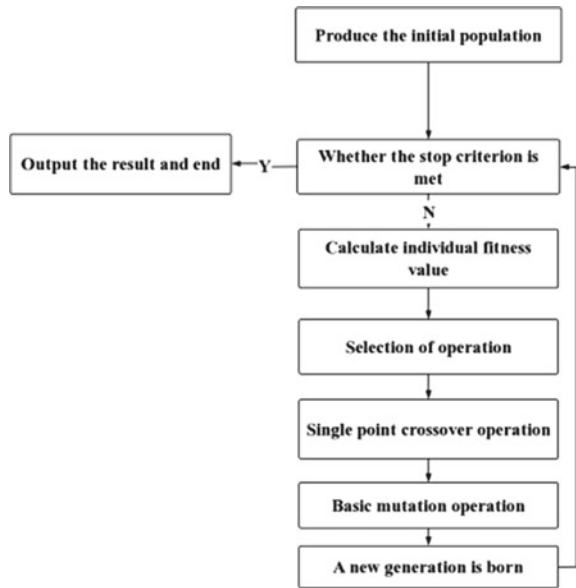 Produce the initial population
Output the result and end
Y
Whether the stop criterion is
met
N
Calculate individual fitness
value
Selection of operation
Single point crossover operation
Basic mutation operation
A new generation is born